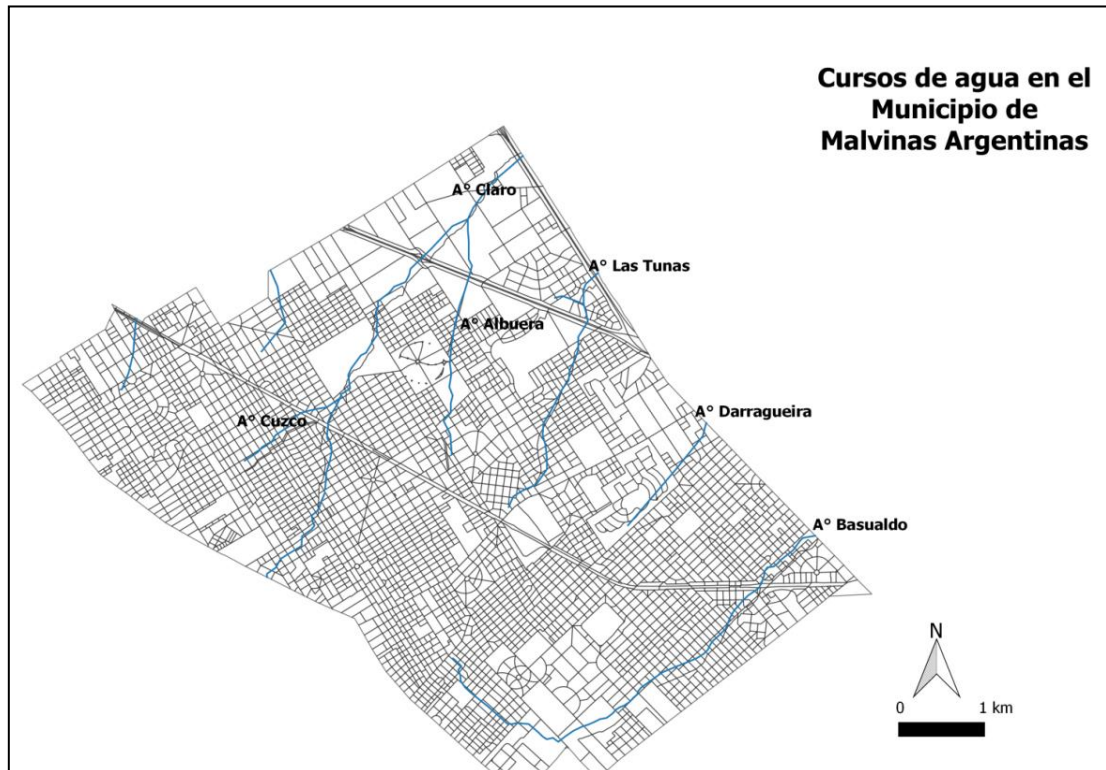 Cursos de agua en el
Municipio de
Malvinas Argentinas
A° Claro
A° Las Tunas
A° Albuera
A° Cuzco
A° Darragueira
A° Basualdo
N
0 1 km